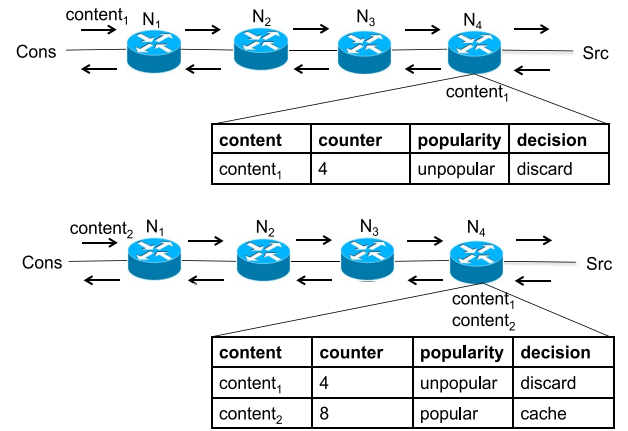 content₁ N₁ N₂ N₃ N₄
Cons Src
content₁
content counter popularity decision
content₁ 4 unpopular discard
content₂ N₁ N₂ N₃ N₄
Cons Src
content₁
content₂
content counter popularity decision
content₁ 4 unpopular discard
content₂ 8 popular cache